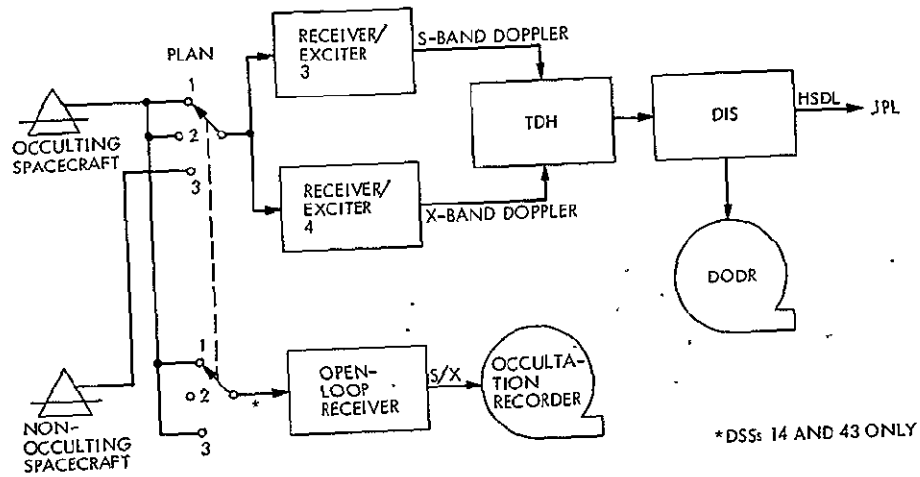 PLAN
1
2
3
OCCULTING
SPACECRAFT
RECEIVER/
EXCITER
3
S-BAND DOPPLER
RECEIVER/
EXCITER
4
X-BAND DOPPLER
TDH
DIS
HSDL
JPL
DODR
1
2
3
*
NON-
OCCULTING
SPACECRAFT
OPEN-
LOOP
RECEIVER
S/X
OCCULTA-
TION
RECORDER
*DSSs 14 AND 43 ONLY